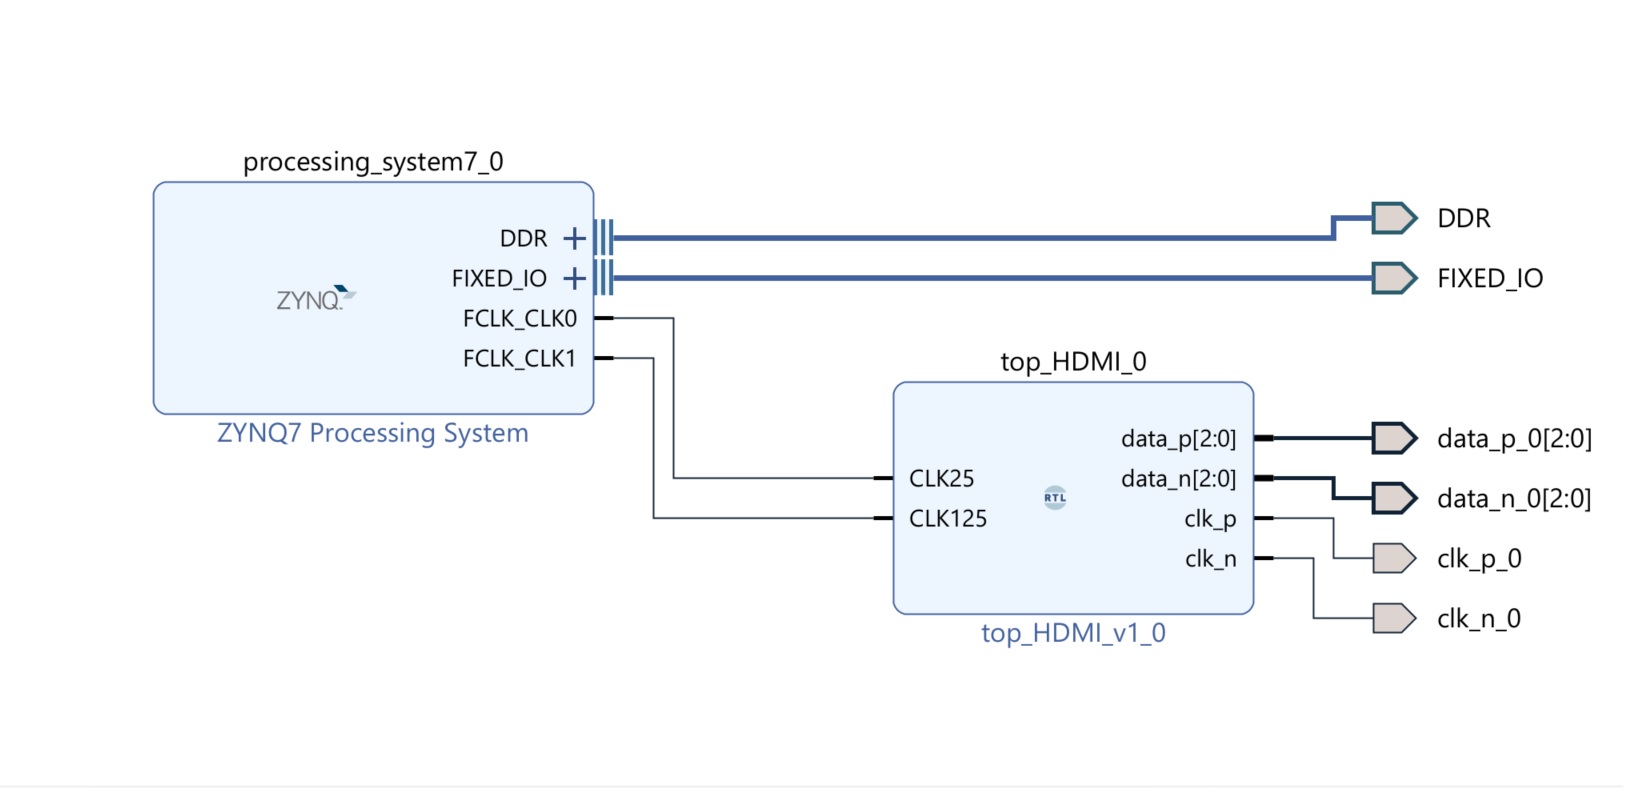 processing_system7_0
DDR
FIXED_IO
FCLK_CLK0
FCLK_CLK1
ZYNQ
ZYNQ7 Processing System
DDR
FIXED_IO
top_HDMI_0
CLK25
CLK125
RTL
data_p[2:0]
data_n[2:0]
clk_p
clk_n
top_HDMI_v1_0
data_p_0[2:0]
data_n_0[2:0]
clk_p_0
clk_n_0